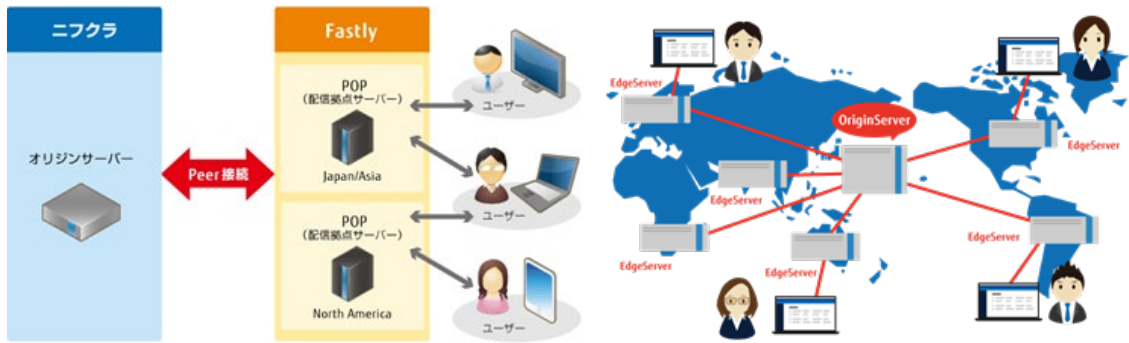 ニフクラ
オリジンサーバー
Peer接続
Fastly
POP
(配信拠点サーバー)
Japan/Asia
POP
(配信拠点サーバー)
North America
ユーザー
ユーザー
ユーザー
EdgeServer
OriginServer
EdgeServer
EdgeServer
EdgeServer
EdgeServer
EdgeServer